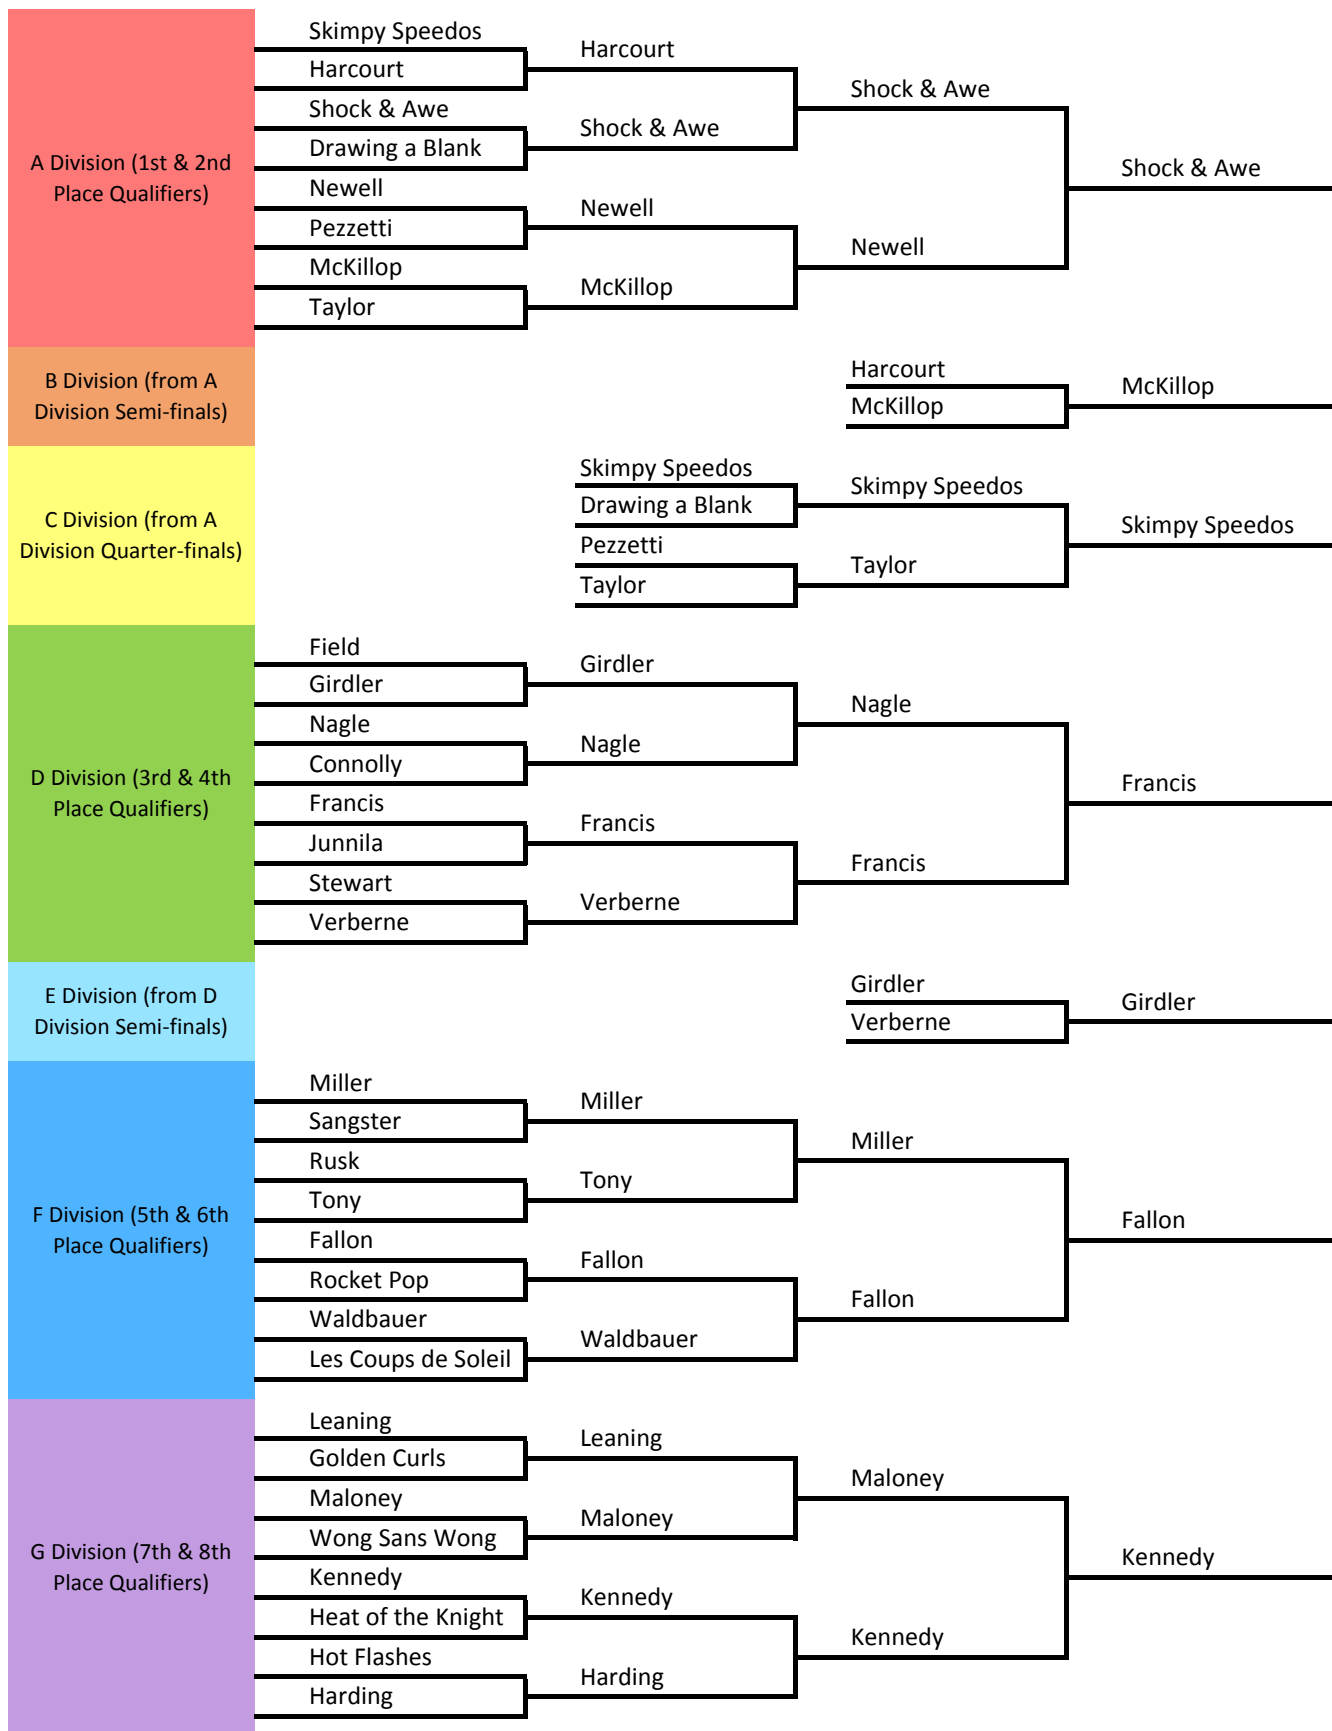 A Division (1st & 2nd
Place Qualifiers)
Skimpy Speedos
Harcourt
Shock & Awe
Drawing a Blank
Newell
Pezzetti
McKillop
Taylor
Harcourt
Shock & Awe
Newell
McKillop
Shock & Awe
Newell
Shock & Awe
B Division (from A
Division Semi-finals)
Harcourt
McKillop
McKillop
C Division (from A
Division Quarter-finals)
Skimpy Speedos
Drawing a Blank
Pezzetti
Taylor
Skimpy Speedos
Taylor
Skimpy Speedos
D Division (3rd & 4th
Place Qualifiers)
Field
Girdler
Nagle
Connolly
Francis
Junnila
Stewart
Verberne
Girdler
Nagle
Francis
Verberne
Nagle
Francis
Francis
E Division (from D
Division Semi-finals)
Girdler
Verberne
Girdler
F Division (5th & 6th
Place Qualifiers)
Miller
Sangster
Rusk
Tony
Fallon
Rocket Pop
Waldbauer
Les Coups de Soleil
Miller
Tony
Fallon
Waldbauer
Miller
Fallon
Fallon
G Division (7th & 8th
Place Qualifiers)
Leaning
Golden Curls
Maloney
Wong Sans Wong
Kennedy
Heat of the Knight
Hot Flashes
Harding
Leaning
Maloney
Kennedy
Harding
Maloney
Kennedy
Kennedy